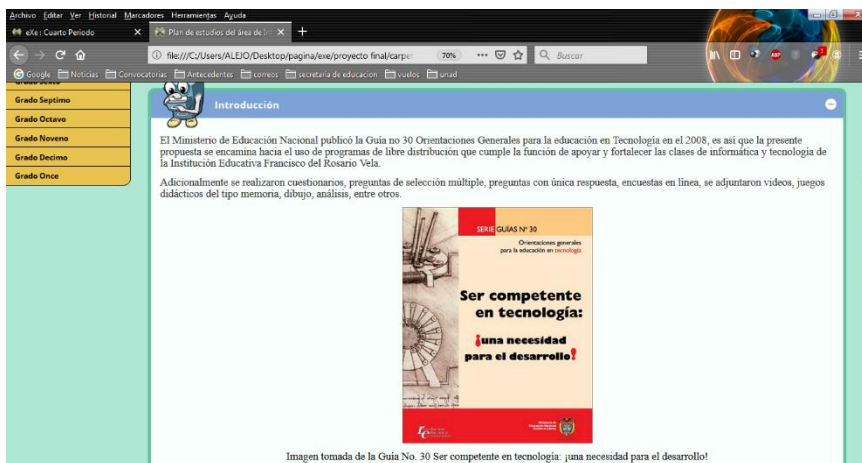 Archivo Editar Ver Historial Marcadores Herramientas Ayuda
eXe : Cuarto Periodo
Plan de estudios del área de Inf
file:///C:/Users/ALEJO/Desktop/pagina/exe/proyecto final/carpe
70%
Buscar
Google Noticias Convocatorias Antecedentes correos secretaria de educacion vuelos unad
Grado Sexto
Grado Septimo
Grado Octavo
Grado Noveno
Grado Decimo
Grado Once
Introducción
El Ministerio de Educación Nacional publicó la Guia no 30 Orientaciones Generales para la educación en Tecnología en el 2008, es asi que la presente
propuesta se encamina hacia el uso de programas de libre distribución que cumple la función de apoyar y fortalecer las clases de informática y tecnología de
la Institución Educativa Francisco del Rosario Vela.
Adicionalmente se realizaron cuestionarios, preguntas de selección múltiple, preguntas con única respuesta, encuestas en linea, se adjuntaron videos, juegos
didácticos del tipo memoria, dibujo, análisis, entre otros.
SERIE GUÍAS Nº 30
Orientaciones generales
para la educación en tecnología
Ser competente
en tecnología:
¡una necesidad
para el desarrollo!
Imagen tomada de la Guia No. 30 Ser competente en tecnología: ¡una necesidad para el desarrollo!